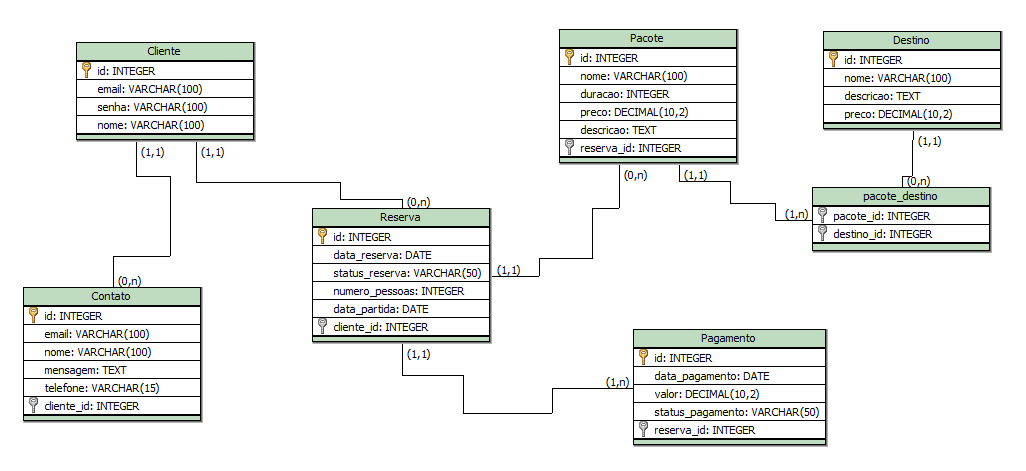 Cliente
id: INTEGER
email: VARCHAR(100)
senha: VARCHAR(100)
nome: VARCHAR(100)
(1,1)
(1,1)
Pacote
id: INTEGER
nome: VARCHAR(100)
duracao: INTEGER
preco: DECIMAL(10,2)
descricao: TEXT
reserva_id: INTEGER
(0,n)
(1,1)
Destino
id: INTEGER
nome: VARCHAR(100)
descricao: TEXT
preco: DECIMAL(10,2)
(1,1)
(0,n)
pacote_destino
pacote_id: INTEGER
destino_id: INTEGER
(1,n)
(0,n)
Reserva
id: INTEGER
data_reserva: DATE
status_reserva: VARCHAR(50)
numero_pessoas: INTEGER
data_partida: DATE
cliente_id: INTEGER
(1,1)
(1,1)
(0,n)
Contato
id: INTEGER
email: VARCHAR(100)
nome: VARCHAR(100)
mensagem: TEXT
telefone: VARCHAR(15)
cliente_id: INTEGER
(1,n)
Pagamento
id: INTEGER
data_pagamento: DATE
valor: DECIMAL(10,2)
status_pagamento: VARCHAR(50)
reserva_id: INTEGER